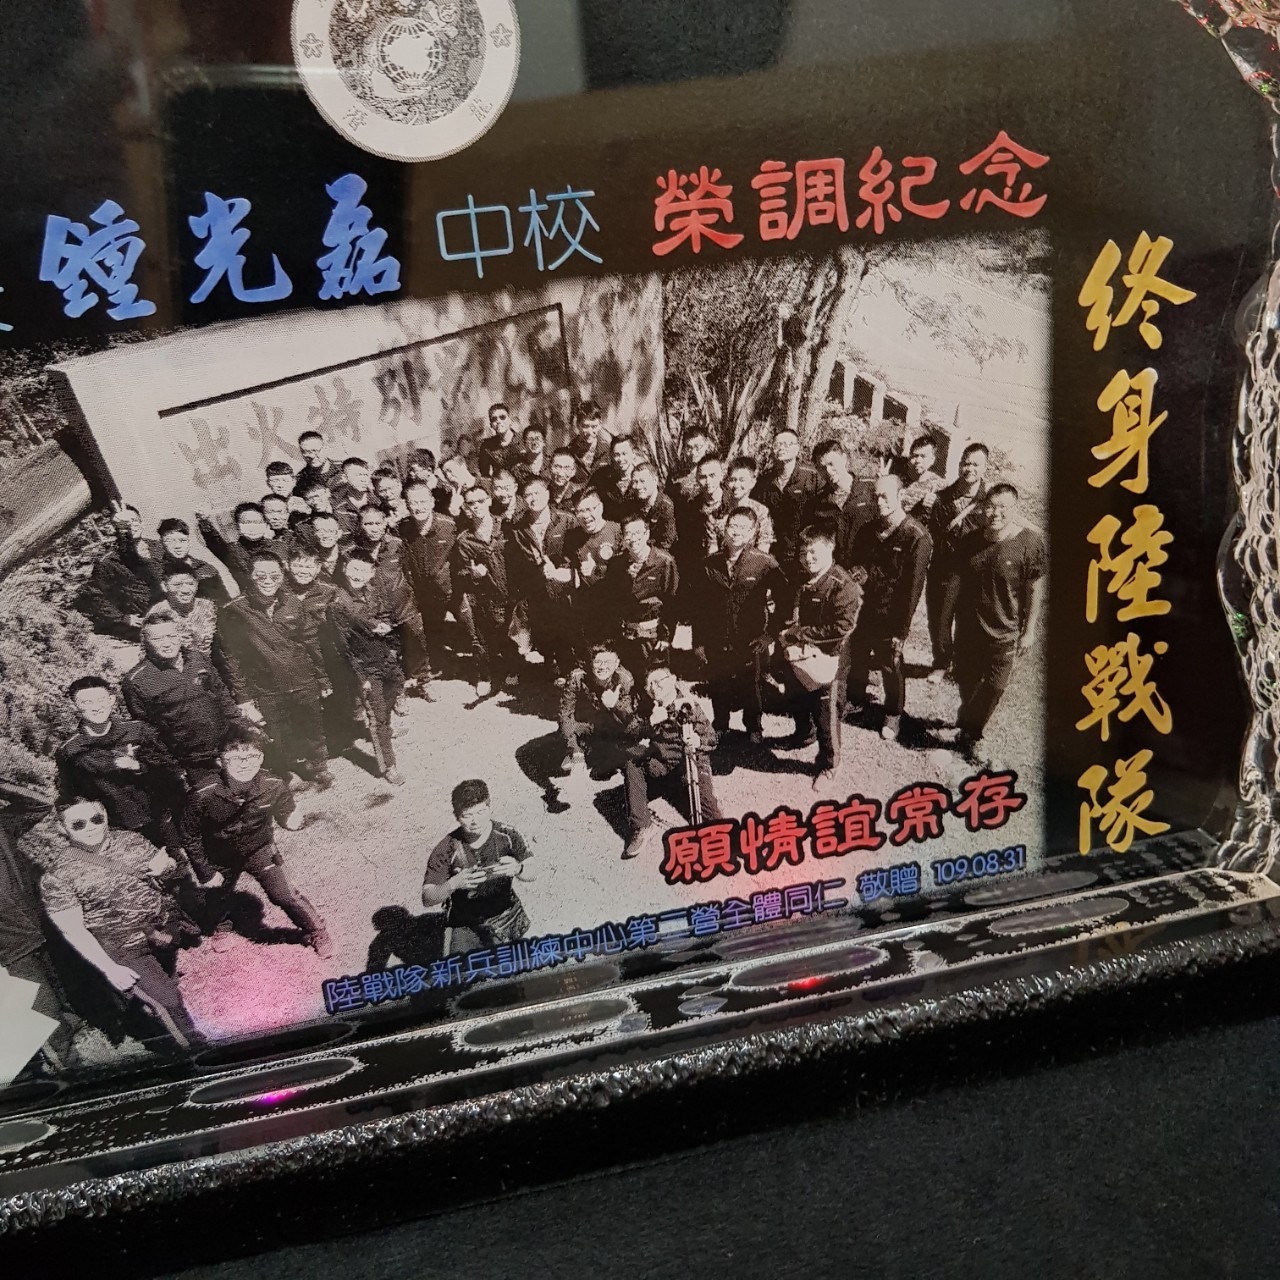 港 龍
鍾光磊 中校 榮調紀念
終身陸戰隊
出火特別
願情誼常存
陸戰隊新兵訓練中心第二營全體同仁 敬贈 109.08.31